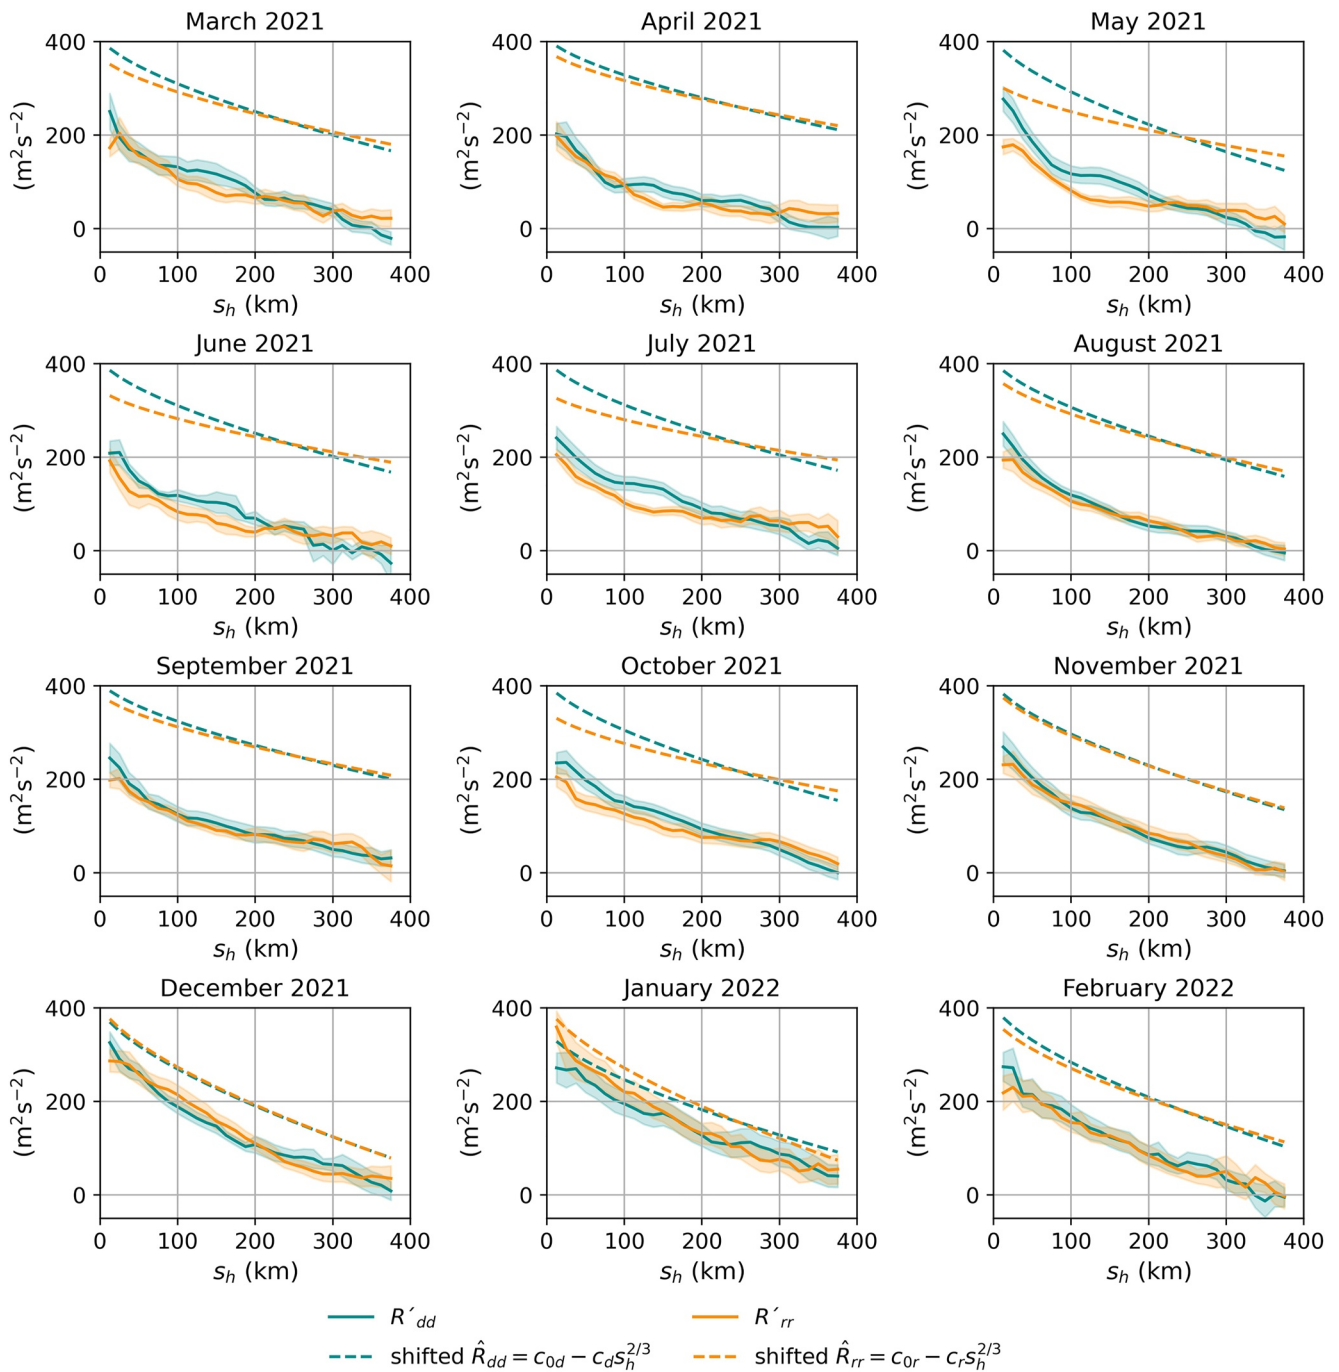 March 2021 April 2021 May 2021
400 400 400
(m²s⁻²) 200 (m²s⁻²) 200 (m²s⁻²) 200
0 0 0
0 100 200 300 400 0 100 200 300 400 0 100 200 300 400
s_h (km) s_h (km) s_h (km)
June 2021 July 2021 August 2021
400 400 400
(m²s⁻²) 200 (m²s⁻²) 200 (m²s⁻²) 200
0 0 0
0 100 200 300 400 0 100 200 300 400 0 100 200 300 400
s_h (km) s_h (km) s_h (km)
September 2021 October 2021 November 2021
400 400 400
(m²s⁻²) 200 (m²s⁻²) 200 (m²s⁻²) 200
0 0 0
0 100 200 300 400 0 100 200 300 400 0 100 200 300 400
s_h (km) s_h (km) s_h (km)
December 2021 January 2022 February 2022
400 400 400
(m²s⁻²) 200 (m²s⁻²) 200 (m²s⁻²) 200
0 0 0
0 100 200 300 400 0 100 200 300 400 0 100 200 300 400
s_h (km) s_h (km) s_h (km)
R´_dd R´_rr
shifted R̂_dd = c_0d − c_d s_h^2/3 shifted R̂_rr = c_0r − c_r s_h^2/3